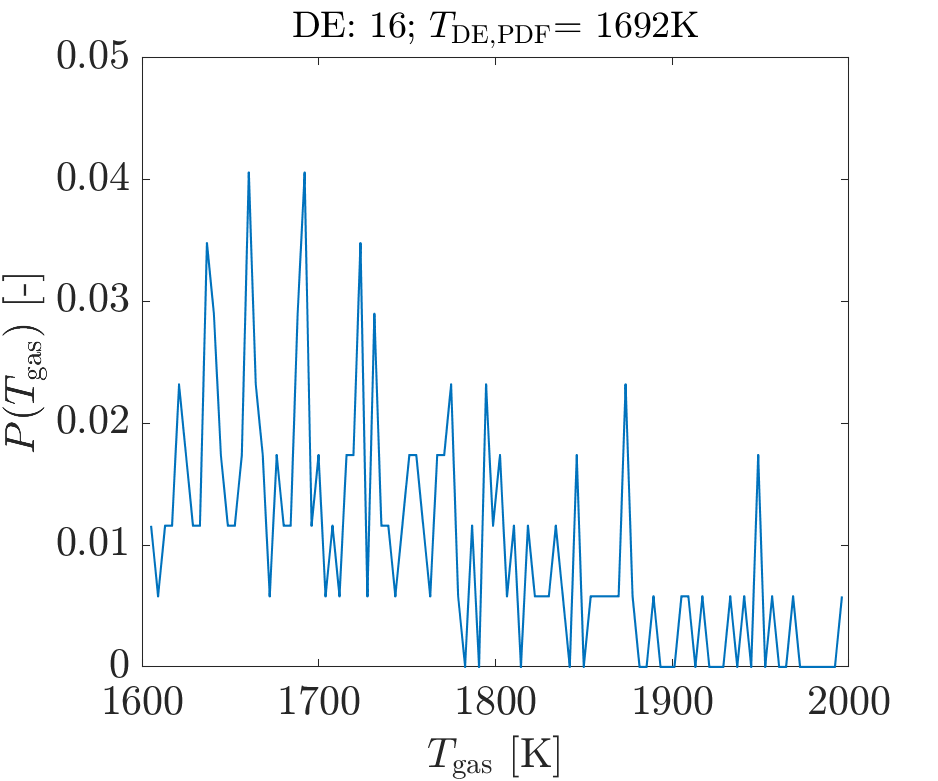 DE: 16; T_DE,PDF= 1692K
0.05
0.04
0.03
0.02
0.01
0
P(T_gas) [-]
1600 1700 1800 1900 2000
T_gas [K]